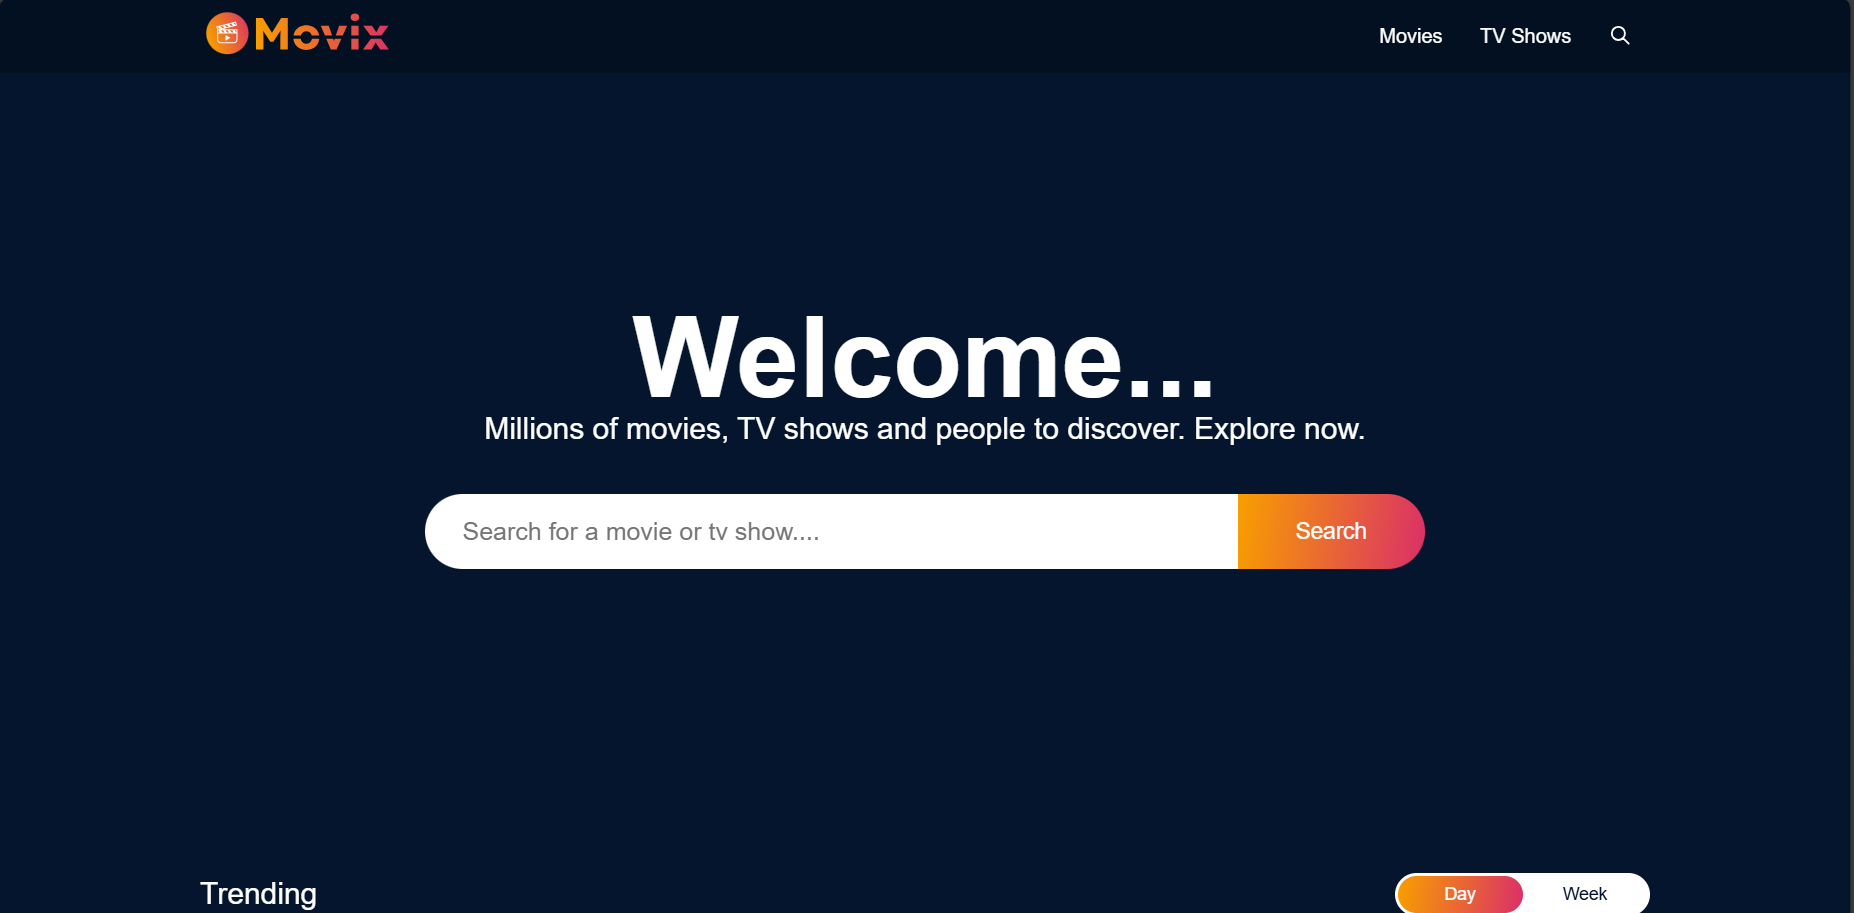 Movix
Movies
TV Shows
Welcome...
Millions of movies, TV shows and people to discover. Explore now.
Search for a movie or tv show....
Search
Trending
Day
Week